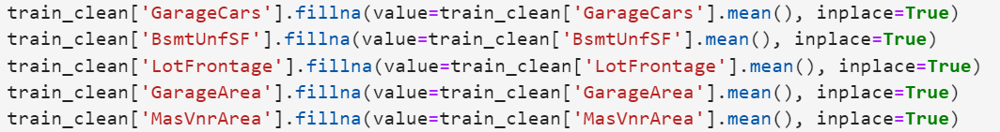 train_clean['GarageCars'].fillna(value=train_clean['GarageCars'].mean(), inplace=True)
train_clean['BsmtUnfSF'].fillna(value=train_clean['BsmtUnfSF'].mean(), inplace=True)
train_clean['LotFrontage'].fillna(value=train_clean['LotFrontage'].mean(), inplace=True)
train_clean['GarageArea'].fillna(value=train_clean['GarageArea'].mean(), inplace=True)
train_clean['MasVnrArea'].fillna(value=train_clean['MasVnrArea'].mean(), inplace=True)